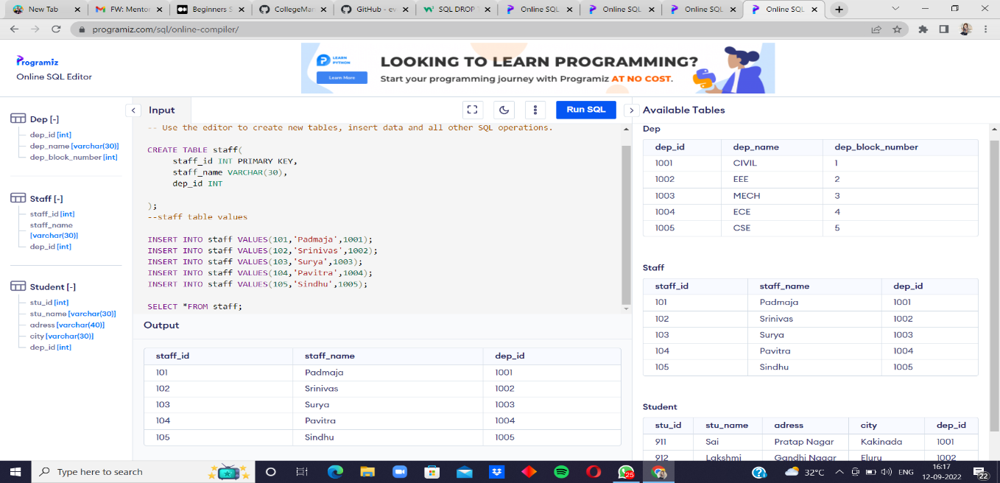 New Tab
FW: Mentor
Beginners S
CollegeMan
GitHub - ev
SQL DROP T
Online SQL
Online SQL
Online SQL
Online SQL
programiz.com/sql/online-compiler/
Programiz
Online SQL Editor
LEARN
PYTHON
Learn More
LOOKING TO LEARN PROGRAMMING?
Start your programming journey with Programiz AT NO COST.
Dep [-]
dep_id [int]
dep_name [varchar(30)]
dep_block_number [int]
Staff [-]
staff_id [int]
staff_name
[varchar(30)]
dep_id [int]
Student [-]
stu_id [int]
stu_name [varchar(30)]
adress [varchar(40)]
city [varchar(30)]
dep_id [int]
Input
Run SQL
-- Use the editor to create new tables, insert data and all other SQL operations.
CREATE TABLE staff(
staff_id INT PRIMARY KEY,
staff_name VARCHAR(30),
dep_id INT
);
--staff table values
INSERT INTO staff VALUES(101,'Padmaja',1001);
INSERT INTO staff VALUES(102,'Srinivas',1002);
INSERT INTO staff VALUES(103,'Surya',1003);
INSERT INTO staff VALUES(104,'Pavitra',1004);
INSERT INTO staff VALUES(105,'Sindhu',1005);
SELECT *FROM staff;
Output
staff_id staff_name dep_id
101 Padmaja 1001
102 Srinivas 1002
103 Surya 1003
104 Pavitra 1004
105 Sindhu 1005
Available Tables
Dep
dep_id dep_name dep_block_number
1001 CIVIL 1
1002 EEE 2
1003 MECH 3
1004 ECE 4
1005 CSE 5
Staff
staff_id staff_name dep_id
101 Padmaja 1001
102 Srinivas 1002
103 Surya 1003
104 Pavitra 1004
105 Sindhu 1005
Student
stu_id stu_name adress city dep_id
911 Sai Pratap Nagar Kakinada 1001
912 Lakshmi Gandhi Nagar Eluru 1002
Type here to search
25
32°C
ENG
16:17
12-09-2022
22